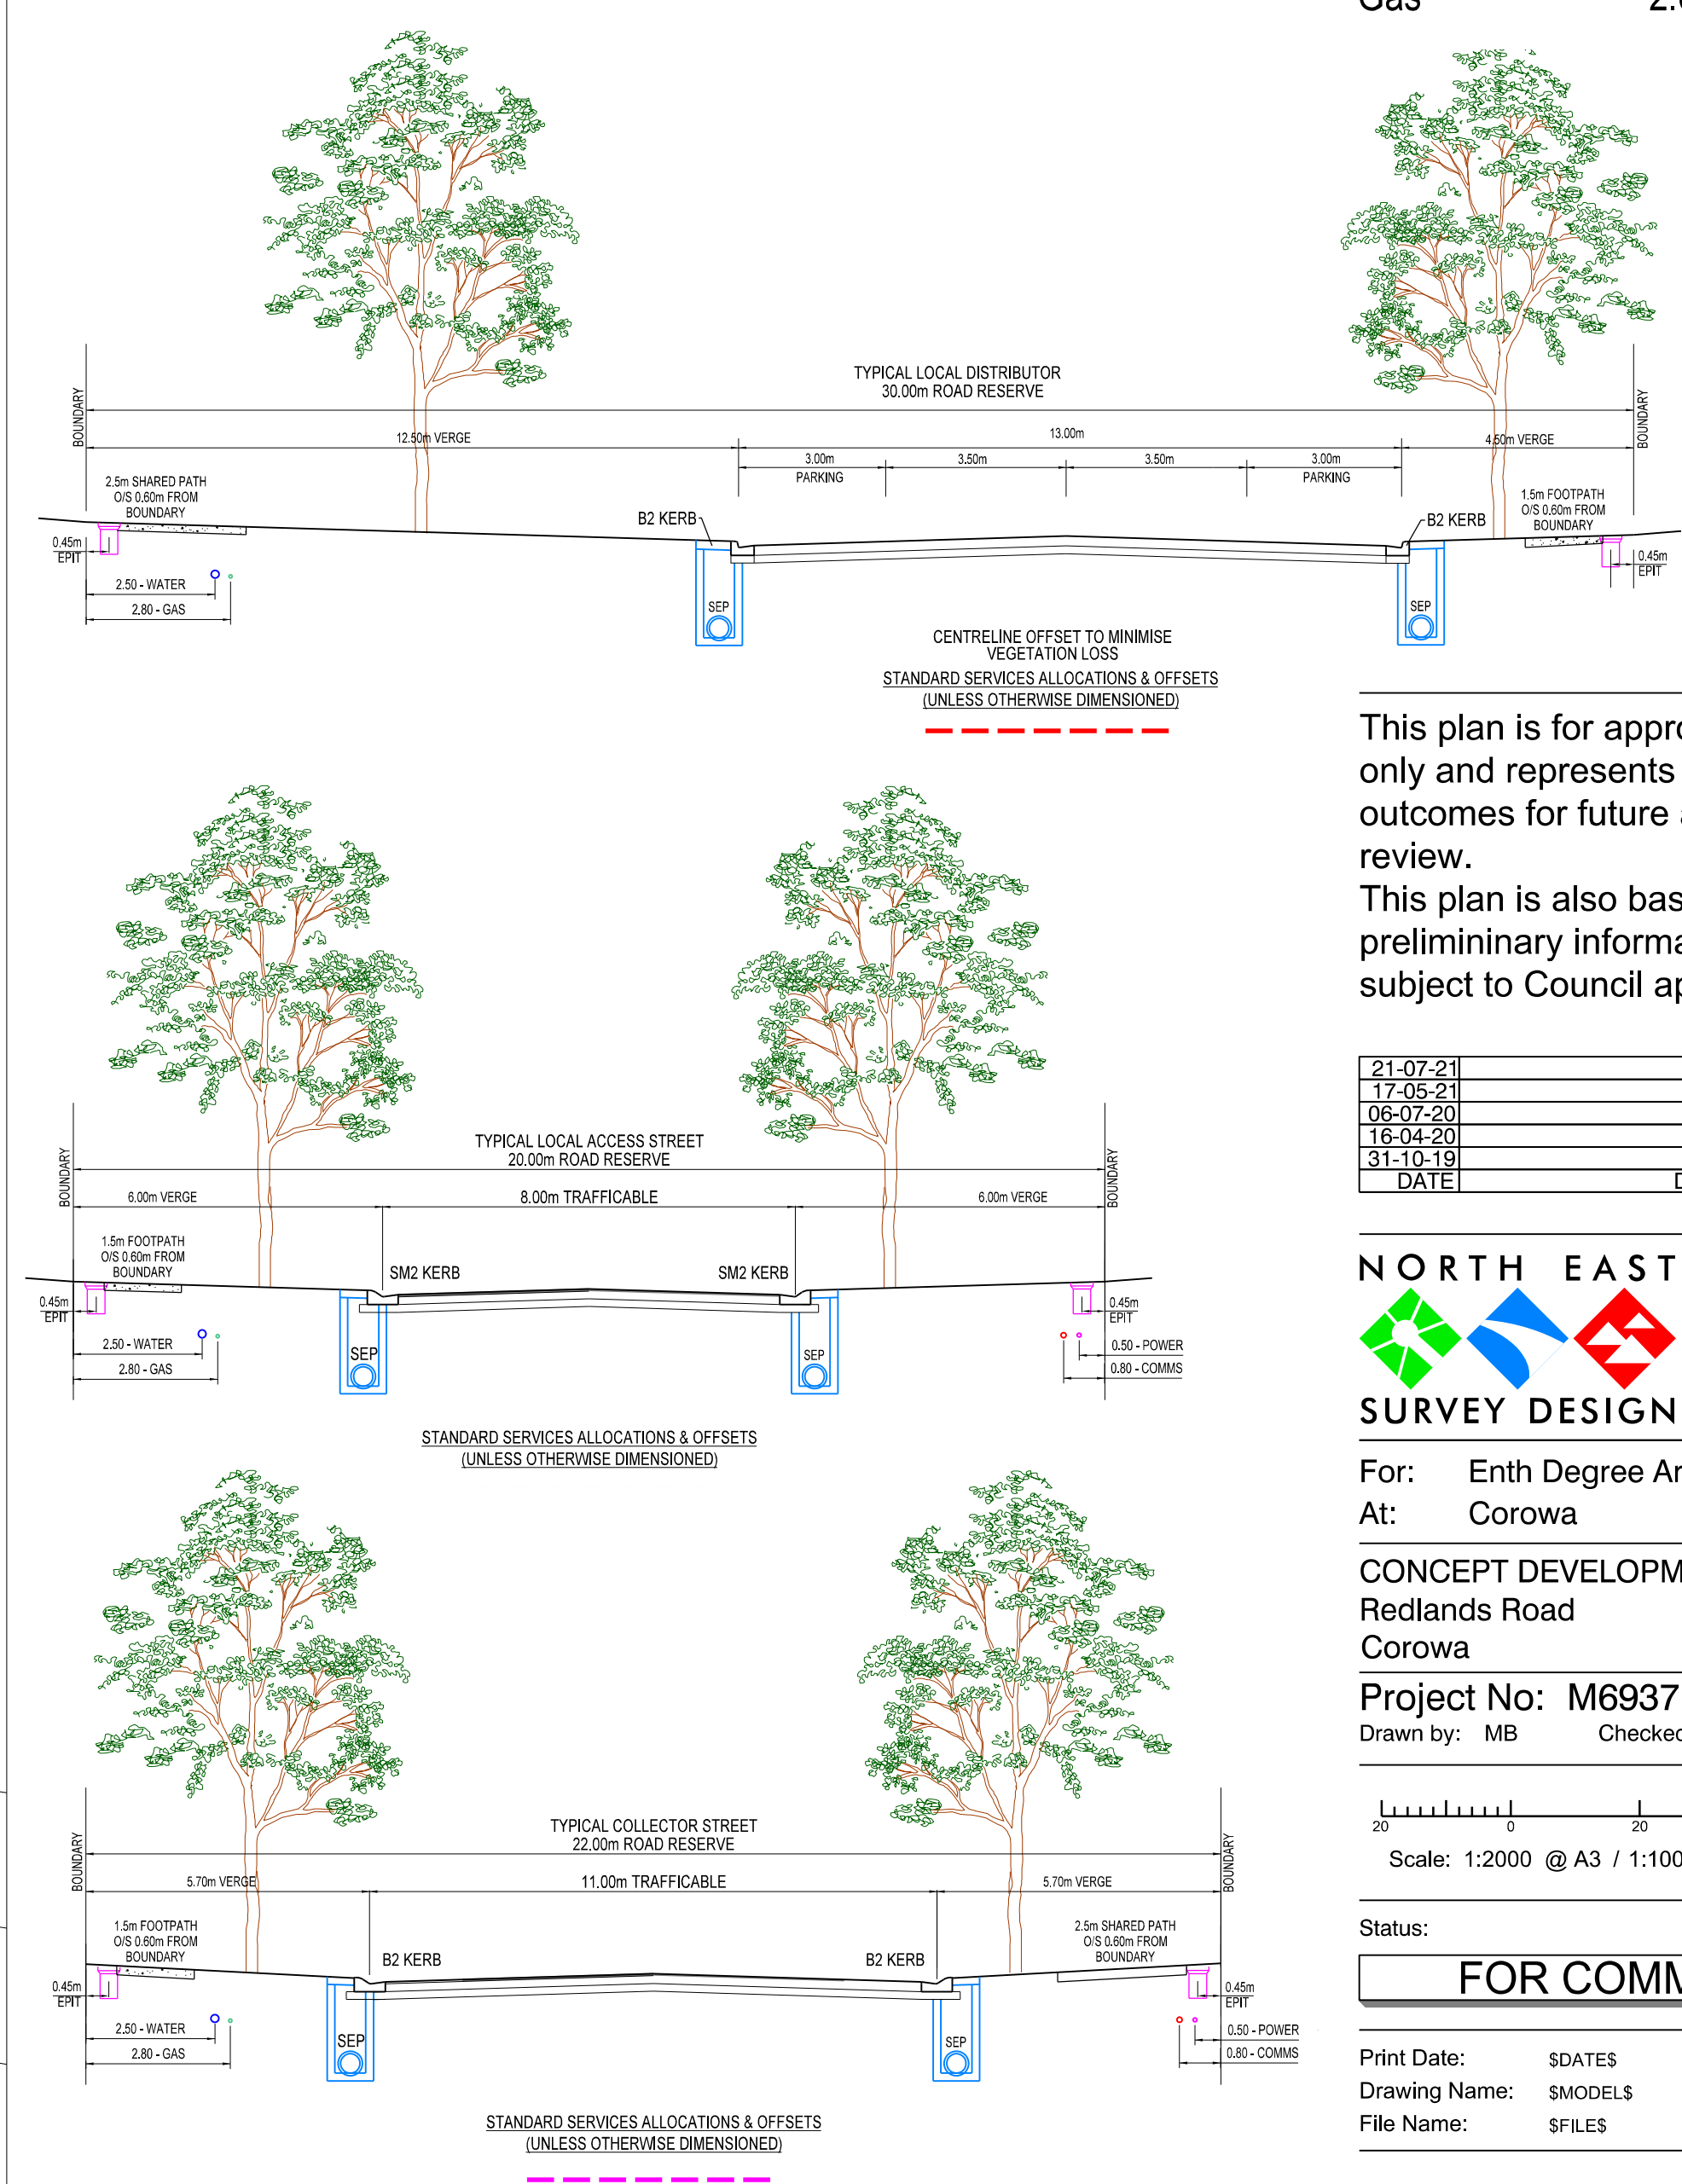 Gas
TYPICAL LOCAL DISTRIBUTOR
30.00m ROAD RESERVE
BOUNDARY
BOUNDARY
12.50m VERGE
13.00m
4.50m VERGE
3.00m
3.50m
3.50m
3.00m
PARKING
PARKING
2.5m SHARED PATH
O/S 0.60m FROM
BOUNDARY
1.5m FOOTPATH
O/S 0.60m FROM
BOUNDARY
B2 KERB
B2 KERB
0.45m
EPIT
0.45m
EPIT
2.50 - WATER
2.80 - GAS
SEP
SEP
CENTRELINE OFFSET TO MINIMISE
VEGETATION LOSS
STANDARD SERVICES ALLOCATIONS & OFFSETS
(UNLESS OTHERWISE DIMENSIONED)
TYPICAL LOCAL ACCESS STREET
20.00m ROAD RESERVE
BOUNDARY
BOUNDARY
6.00m VERGE
8.00m TRAFFICABLE
6.00m VERGE
1.5m FOOTPATH
O/S 0.60m FROM
BOUNDARY
SM2 KERB
SM2 KERB
0.45m
EPIT
0.45m
EPIT
2.50 - WATER
2.80 - GAS
SEP
SEP
0.50 - POWER
0.80 - COMMS
STANDARD SERVICES ALLOCATIONS & OFFSETS
(UNLESS OTHERWISE DIMENSIONED)
TYPICAL COLLECTOR STREET
22.00m ROAD RESERVE
BOUNDARY
BOUNDARY
5.70m VERGE
11.00m TRAFFICABLE
5.70m VERGE
1.5m FOOTPATH
O/S 0.60m FROM
BOUNDARY
2.5m SHARED PATH
O/S 0.60m FROM
BOUNDARY
B2 KERB
B2 KERB
0.45m
EPIT
0.45m
EPIT
2.50 - WATER
2.80 - GAS
SEP
SEP
0.50 - POWER
0.80 - COMMS
STANDARD SERVICES ALLOCATIONS & OFFSETS
(UNLESS OTHERWISE DIMENSIONED)
This plan is for
only and represents
outcomes for future
review.
This plan is also
prelimininary
subject to Council
21-07-21
17-05-21
06-07-20
16-04-20
31-10-19
DATE
NORTH EAST
SURVEY DESIGN
For: Enth Degree
At: Corowa
CONCEPT
Redlands Road
Corowa
Project No: M6937
Drawn by: MB Checked
20 0 20
Scale: 1:2000 @ A3 /
Status:
FOR
Print Date: $DATE$
Drawing Name: $MODEL$
File Name: $FILE$